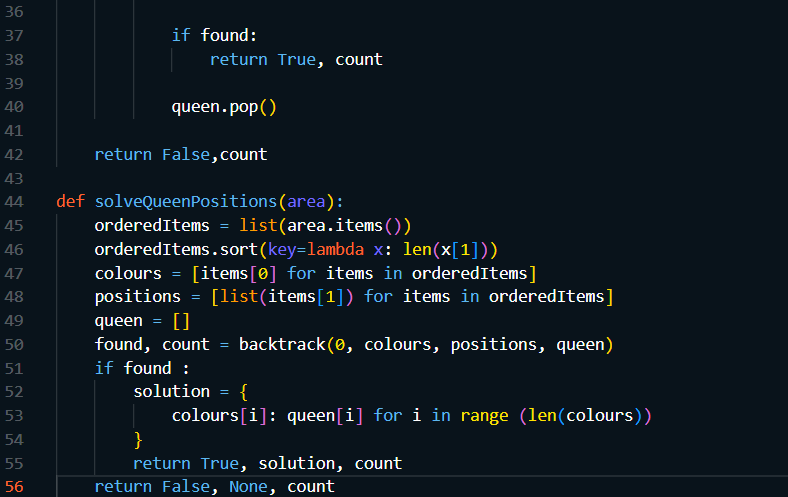 36
37 if found:
38 return True, count
39
40 queen.pop()
41
42 return False,count
43
44 def solveQueenPositions(area):
45 orderedItems = list(area.items())
46 orderedItems.sort(key=lambda x: len(x[1]))
47 colours = [items[0] for items in orderedItems]
48 positions = [list(items[1]) for items in orderedItems]
49 queen = []
50 found, count = backtrack(0, colours, positions, queen)
51 if found :
52 solution = {
53 colours[i]: queen[i] for i in range (len(colours))
54 }
55 return True, solution, count
56 return False, None, count